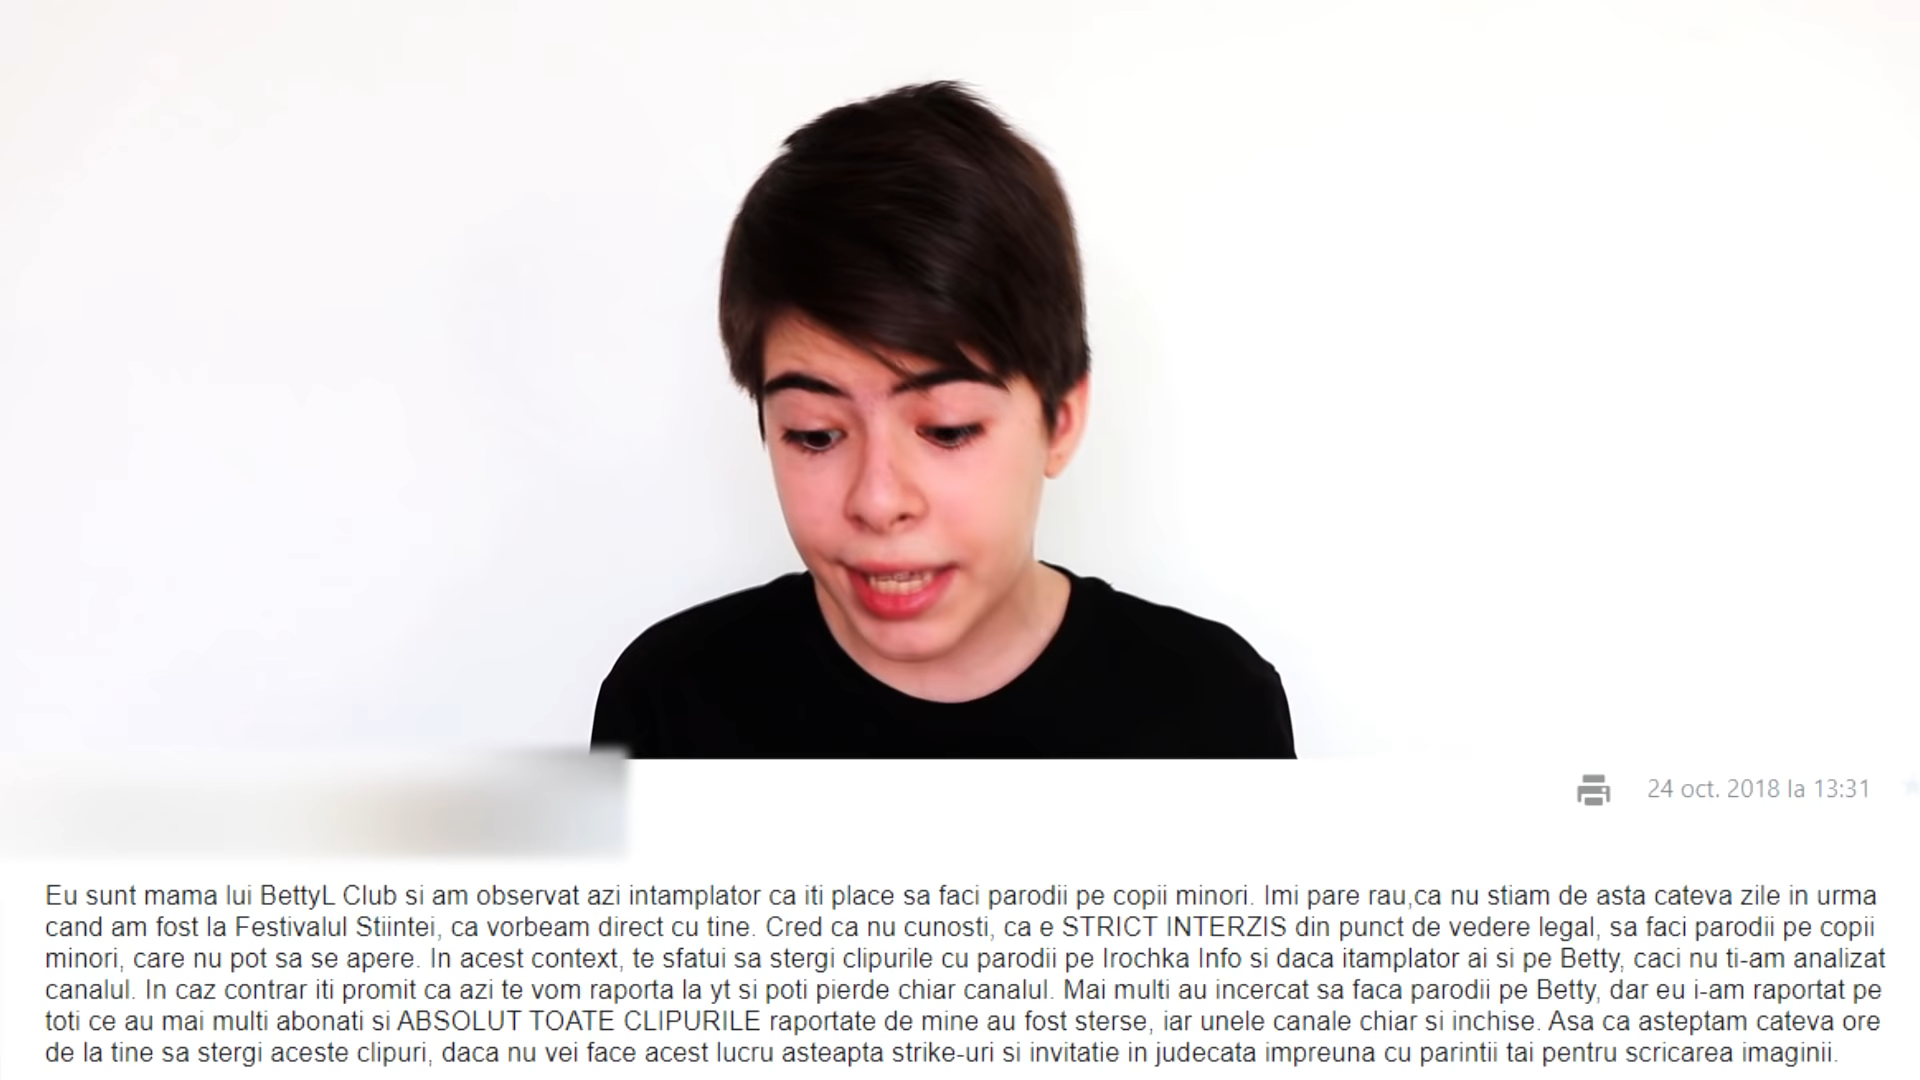 24 oct. 2018 la 13:31
Eu sunt mama lui BettyL Club si am observat azi intamplator ca iti place sa faci parodii pe copii minori. Imi pare rau,ca nu stiam de asta cateva zile in urma
cand am fost la Festivalul Stiintei, ca vorbeam direct cu tine. Cred ca nu cunosti, ca e STRICT INTERZIS din punct de vedere legal, sa faci parodii pe copii
minori, care nu pot sa se apere. In acest context, te sfatui sa stergi clipurile cu parodii pe Irochka Info si daca itamplator ai si pe Betty, caci nu ti-am analizat
canalul. In caz contrar iti promit ca azi te vom raporta la yt si poti pierde chiar canalul. Mai multi au incercat sa faca parodii pe Betty, dar eu i-am raportat pe
toti ce au mai multi abonati si ABSOLUT TOATE CLIPURILE raportate de mine au fost sterse, iar unele canale chiar si inchise. Asa ca asteptam cateva ore
de la tine sa stergi aceste clipuri, daca nu vei face acest lucru asteapta strike-uri si invitatie in judecata impreuna cu parintii tai pentru scricarea imaginii.